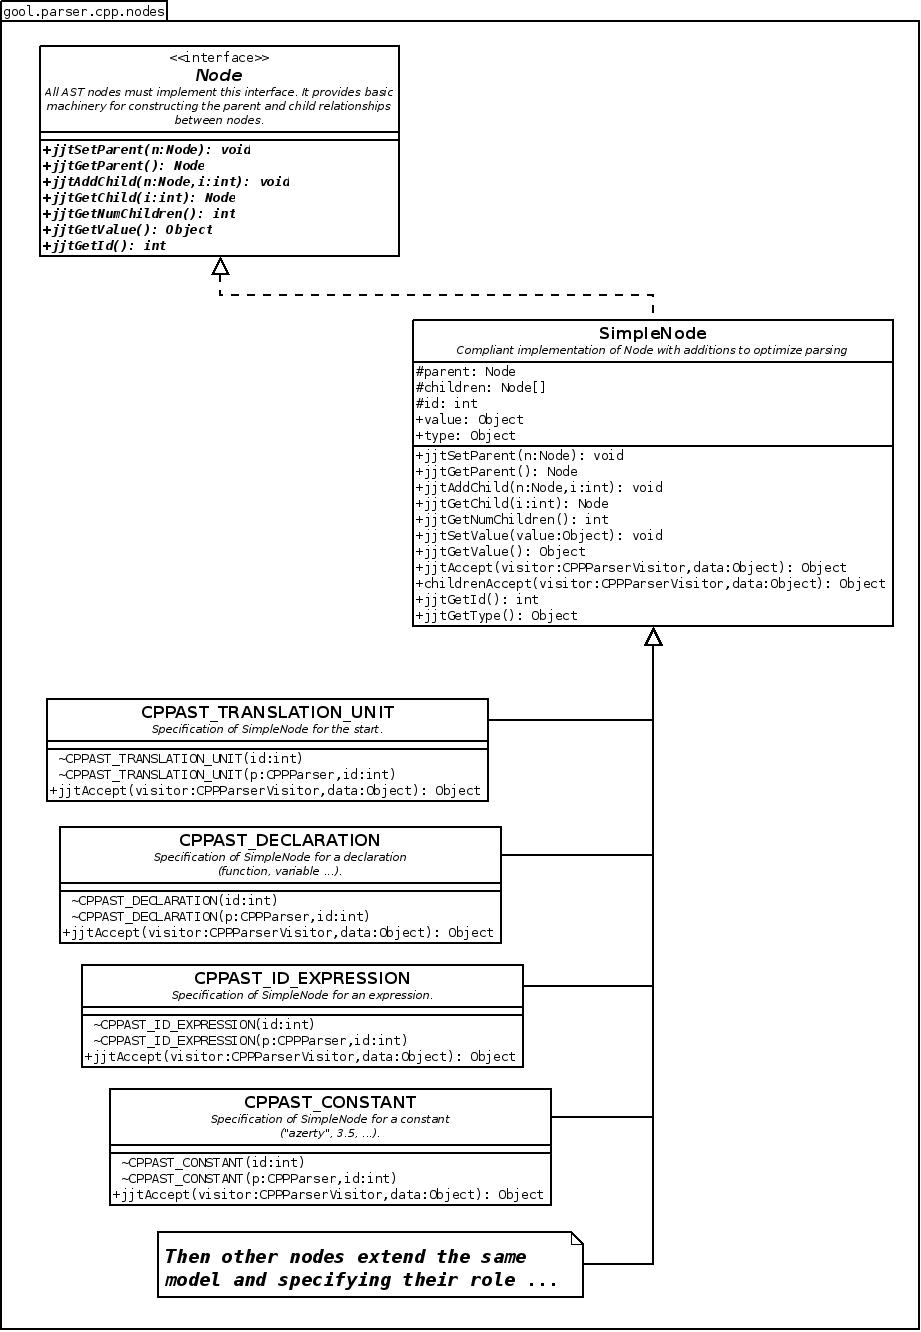 gool.parser.cpp.nodes
<<interface>>
Node
All AST nodes must implement this interface. It provides basic
machinery for constructing the parent and child relationships
between nodes.
+jjtSetParent(n:Node): void
+jjtGetParent(): Node
+jjtAddChild(n:Node,i:int): void
+jjtGetChild(i:int): Node
+jjtGetNumChildren(): int
+jjtGetValue(): Object
+jjtGetId(): int
SimpleNode
Compliant implementation of Node with additions to optimize parsing
#parent: Node
#children: Node[]
#id: int
+value: Object
+type: Object
+jjtSetParent(n:Node): void
+jjtGetParent(): Node
+jjtAddChild(n:Node,i:int): void
+jjtGetChild(i:int): Node
+jjtGetNumChildren(): int
+jjtSetValue(value:Object): void
+jjtGetValue(): Object
+jjtAccept(visitor:CPPParserVisitor,data:Object): Object
+childrenAccept(visitor:CPPParserVisitor,data:Object): Object
+jjtGetId(): int
+jjtGetType(): Object
CPPAST_TRANSLATION_UNIT
Specification of SimpleNode for the start.
~CPPAST_TRANSLATION_UNIT(id:int)
~CPPAST_TRANSLATION_UNIT(p:CPPParser,id:int)
+jjtAccept(visitor:CPPParserVisitor,data:Object): Object
CPPAST_DECLARATION
Specification of SimpleNode for a declaration
(function, variable ...).
~CPPAST_DECLARATION(id:int)
~CPPAST_DECLARATION(p:CPPParser,id:int)
+jjtAccept(visitor:CPPParserVisitor,data:Object): Object
CPPAST_ID_EXPRESSION
Specification of SimpleNode for an expression.
~CPPAST_ID_EXPRESSION(id:int)
~CPPAST_ID_EXPRESSION(p:CPPParser,id:int)
+jjtAccept(visitor:CPPParserVisitor,data:Object): Object
CPPAST_CONSTANT
Specification of SimpleNode for a constant
("azerty", 3.5, ...).
~CPPAST_CONSTANT(id:int)
~CPPAST_CONSTANT(p:CPPParser,id:int)
+jjtAccept(visitor:CPPParserVisitor,data:Object): Object
Then other nodes extend the same
model and specifying their role ...